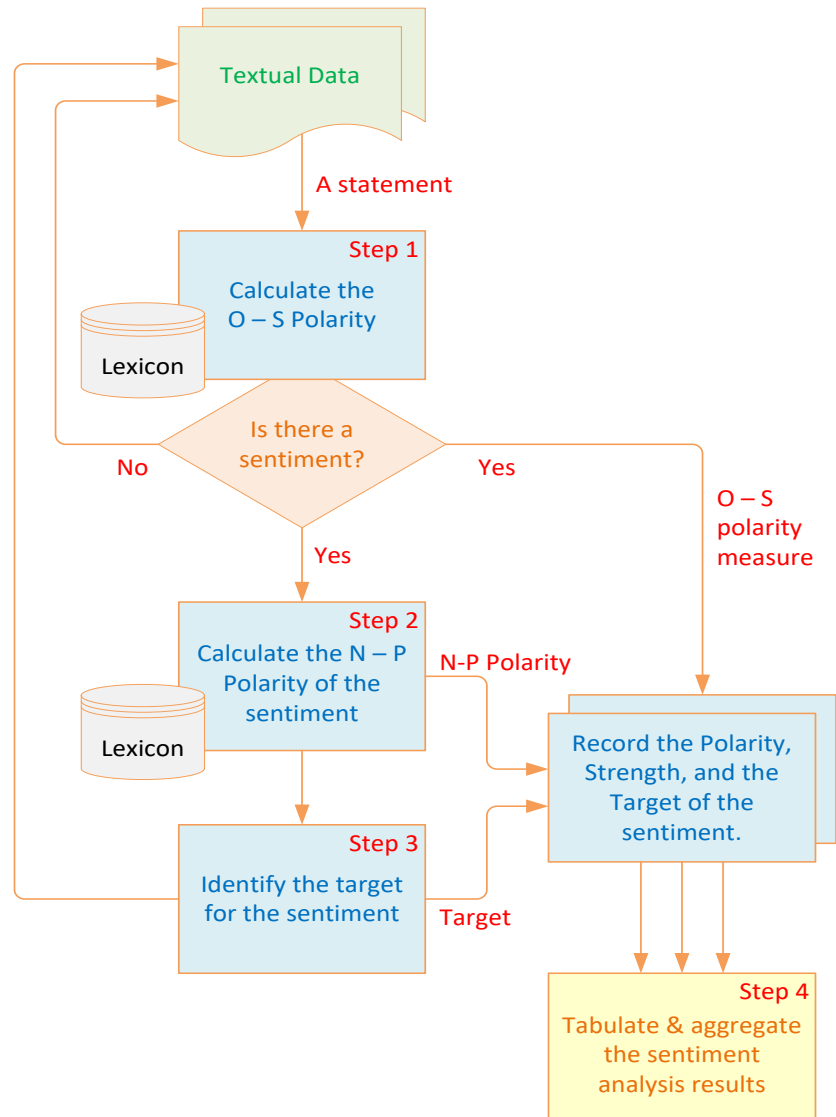 Textual Data
A statement
Step 1
Calculate the
O – S Polarity
Lexicon
Is there a
sentiment?
No
Yes
O – S
polarity
measure
Yes
Step 2
Calculate the N – P
Polarity of the
sentiment
N-P Polarity
Lexicon
Record the Polarity,
Strength, and the
Target of the
sentiment.
Step 3
Identify the target
for the sentiment
Target
Step 4
Tabulate & aggregate
the sentiment
analysis results